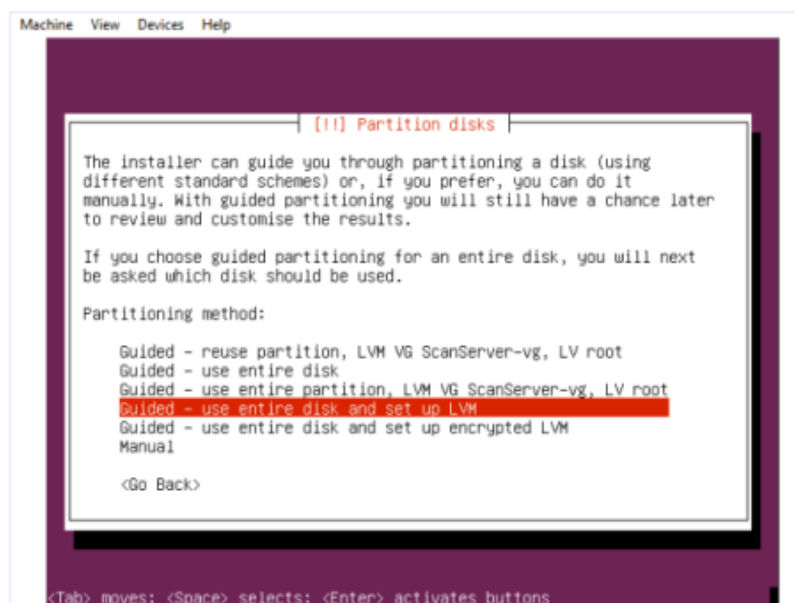 Machine View Devices Help
[!!] Partition disks
The installer can guide you through partitioning a disk (using
different standard schemes) or, if you prefer, you can do it
manually. With guided partitioning you will still have a chance later
to review and customise the results.
If you choose guided partitioning for an entire disk, you will next
be asked which disk should be used.
Partitioning method:
Guided - reuse partition, LVM VG ScanServer-vg, LV root
Guided - use entire disk
Guided - use entire partition, LVM VG ScanServer-vg, LV root
Guided - use entire disk and set up LVM
Guided - use entire disk and set up encrypted LVM
Manual
<Go Back>
<Tab> moves; <Space> selects; <Enter> activates buttons